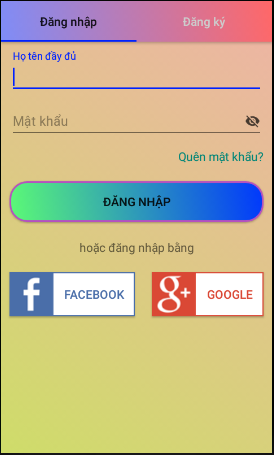 Đăng nhập
Đăng ký
Họ tên đầy đủ
Mật khẩu
Quên mật khẩu?
ĐĂNG NHẬP
hoặc đăng nhập bằng
f FACEBOOK
g+ GOOGLE